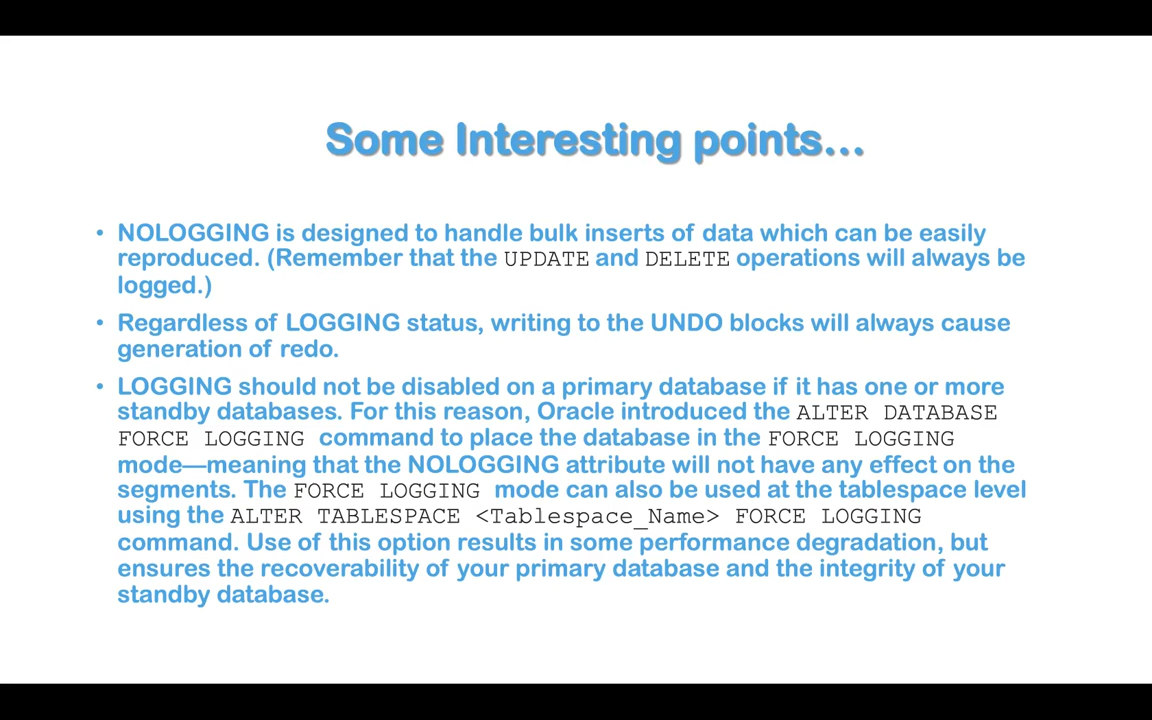 Some Interesting points...
• NOLOGGING is designed to handle bulk inserts of data which can be easily
reproduced. (Remember that the UPDATE and DELETE operations will always be
logged.)
• Regardless of LOGGING status, writing to the UNDO blocks will always cause
generation of redo.
• LOGGING should not be disabled on a primary database if it has one or more
standby databases. For this reason, Oracle introduced the ALTER DATABASE
FORCE LOGGING command to place the database in the FORCE LOGGING
mode—meaning that the NOLOGGING attribute will not have any effect on the
segments. The FORCE LOGGING mode can also be used at the tablespace level
using the ALTER TABLESPACE <Tablespace_Name> FORCE LOGGING
command. Use of this option results in some performance degradation, but
ensures the recoverability of your primary database and the integrity of your
standby database.